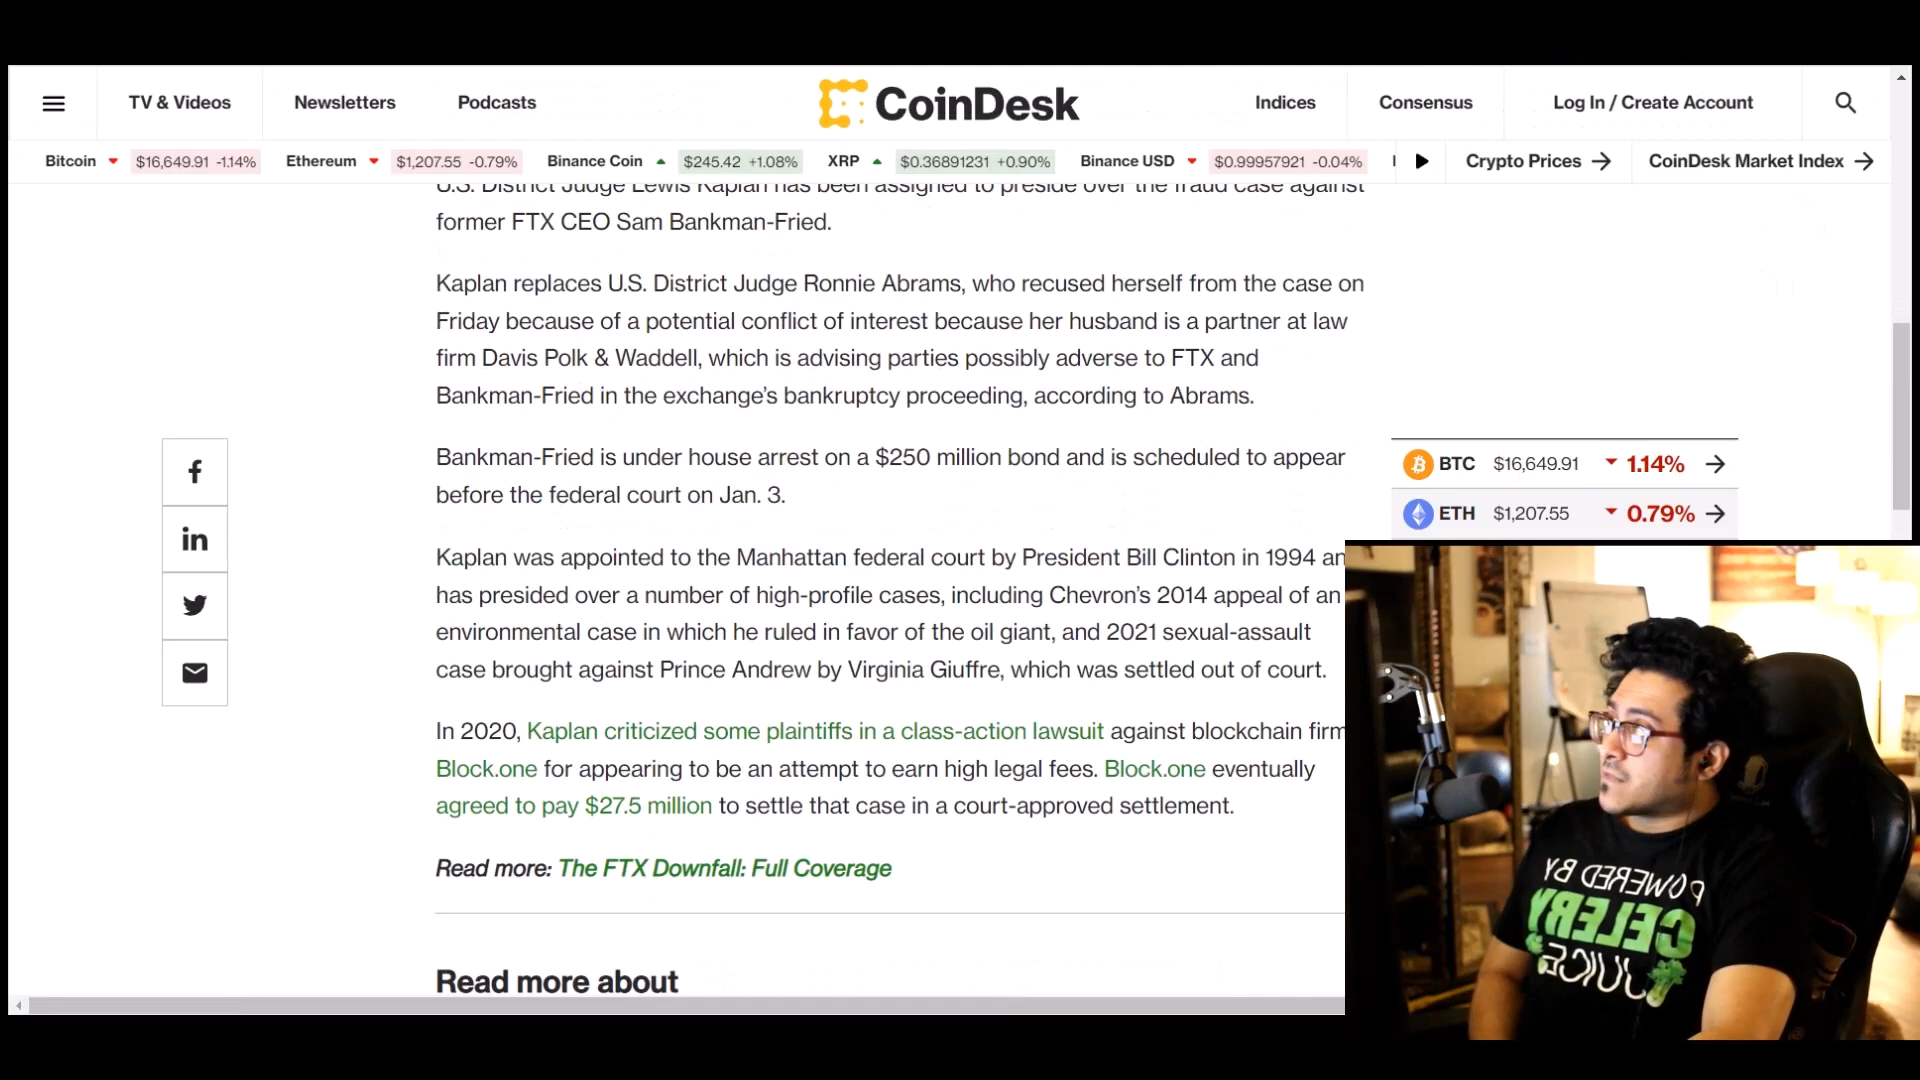 TV & Videos
Newsletters
Podcasts
CoinDesk
Indices
Consensus
Log In / Create Account
Bitcoin $16,649.91 -1.14% Ethereum $1,207.55 -0.79% Binance Coin $245.42 +1.08% XRP $0.36891231 +0.90% Binance USD $0.99957921 -0.04%
Crypto Prices →
CoinDesk Market Index →
U.S. District Judge Lewis Kaplan has been assigned to preside over the fraud case against
former FTX CEO Sam Bankman-Fried.
Kaplan replaces U.S. District Judge Ronnie Abrams, who recused herself from the case on
Friday because of a potential conflict of interest because her husband is a partner at law
firm Davis Polk & Waddell, which is advising parties possibly adverse to FTX and
Bankman-Fried in the exchange’s bankruptcy proceeding, according to Abrams.
Bankman-Fried is under house arrest on a $250 million bond and is scheduled to appear
before the federal court on Jan. 3.
Kaplan was appointed to the Manhattan federal court by President Bill Clinton in 1994 an
has presided over a number of high-profile cases, including Chevron’s 2014 appeal of an
environmental case in which he ruled in favor of the oil giant, and 2021 sexual-assault
case brought against Prince Andrew by Virginia Giuffre, which was settled out of court.
In 2020, Kaplan criticized some plaintiffs in a class-action lawsuit against blockchain firm
Block.one for appearing to be an attempt to earn high legal fees. Block.one eventually
agreed to pay $27.5 million to settle that case in a court-approved settlement.
Read more: The FTX Downfall: Full Coverage
Read more about
BTC $16,649.91 1.14% →
ETH $1,207.55 0.79% →
POWERED BY
CELERY
JUICE